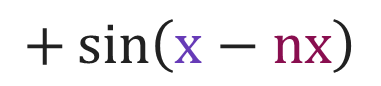 + sin(x − nx)